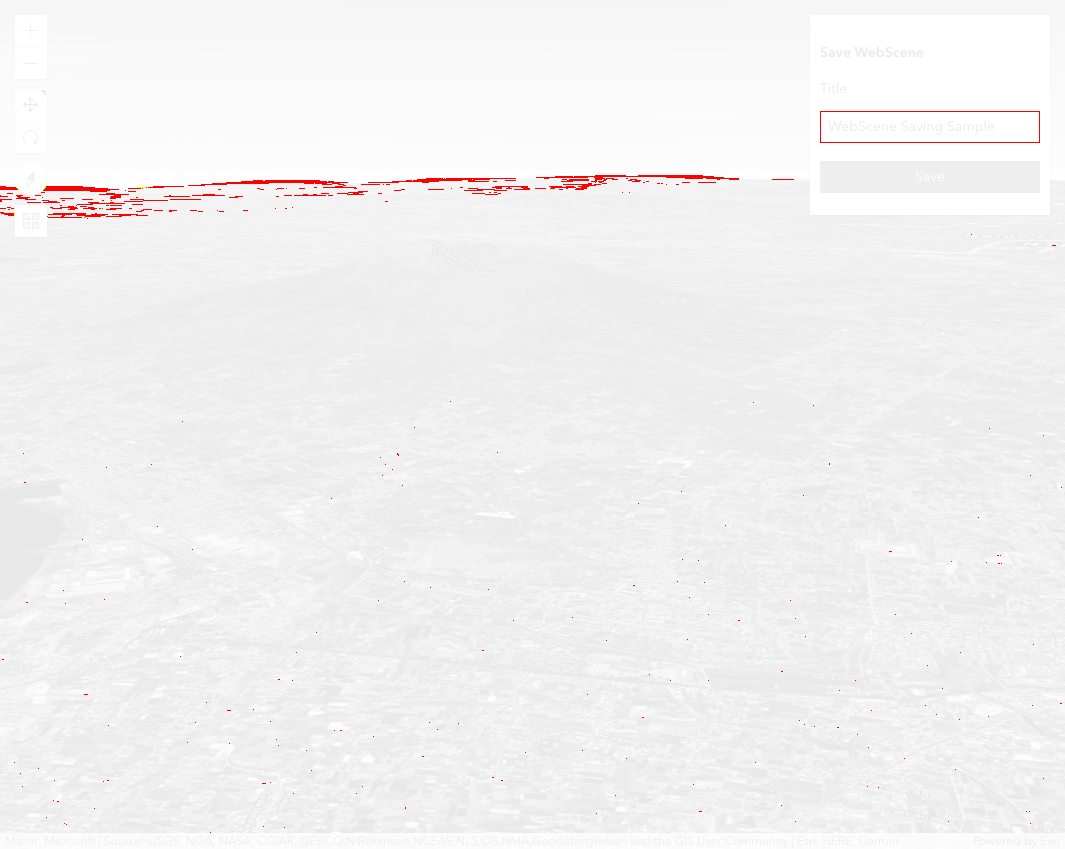 Save WebScene
Title
WebScene Saving Sample
Save
Maxar, Microsoft | Source: USGS, NGA, NASA, CGIAR, GEBCO,N Robinson,NCEAS,NLS,OS,NMA,Geodatastyrelsen and the GIS User Community | Esri, HERE, Garmin
Powered by Esri